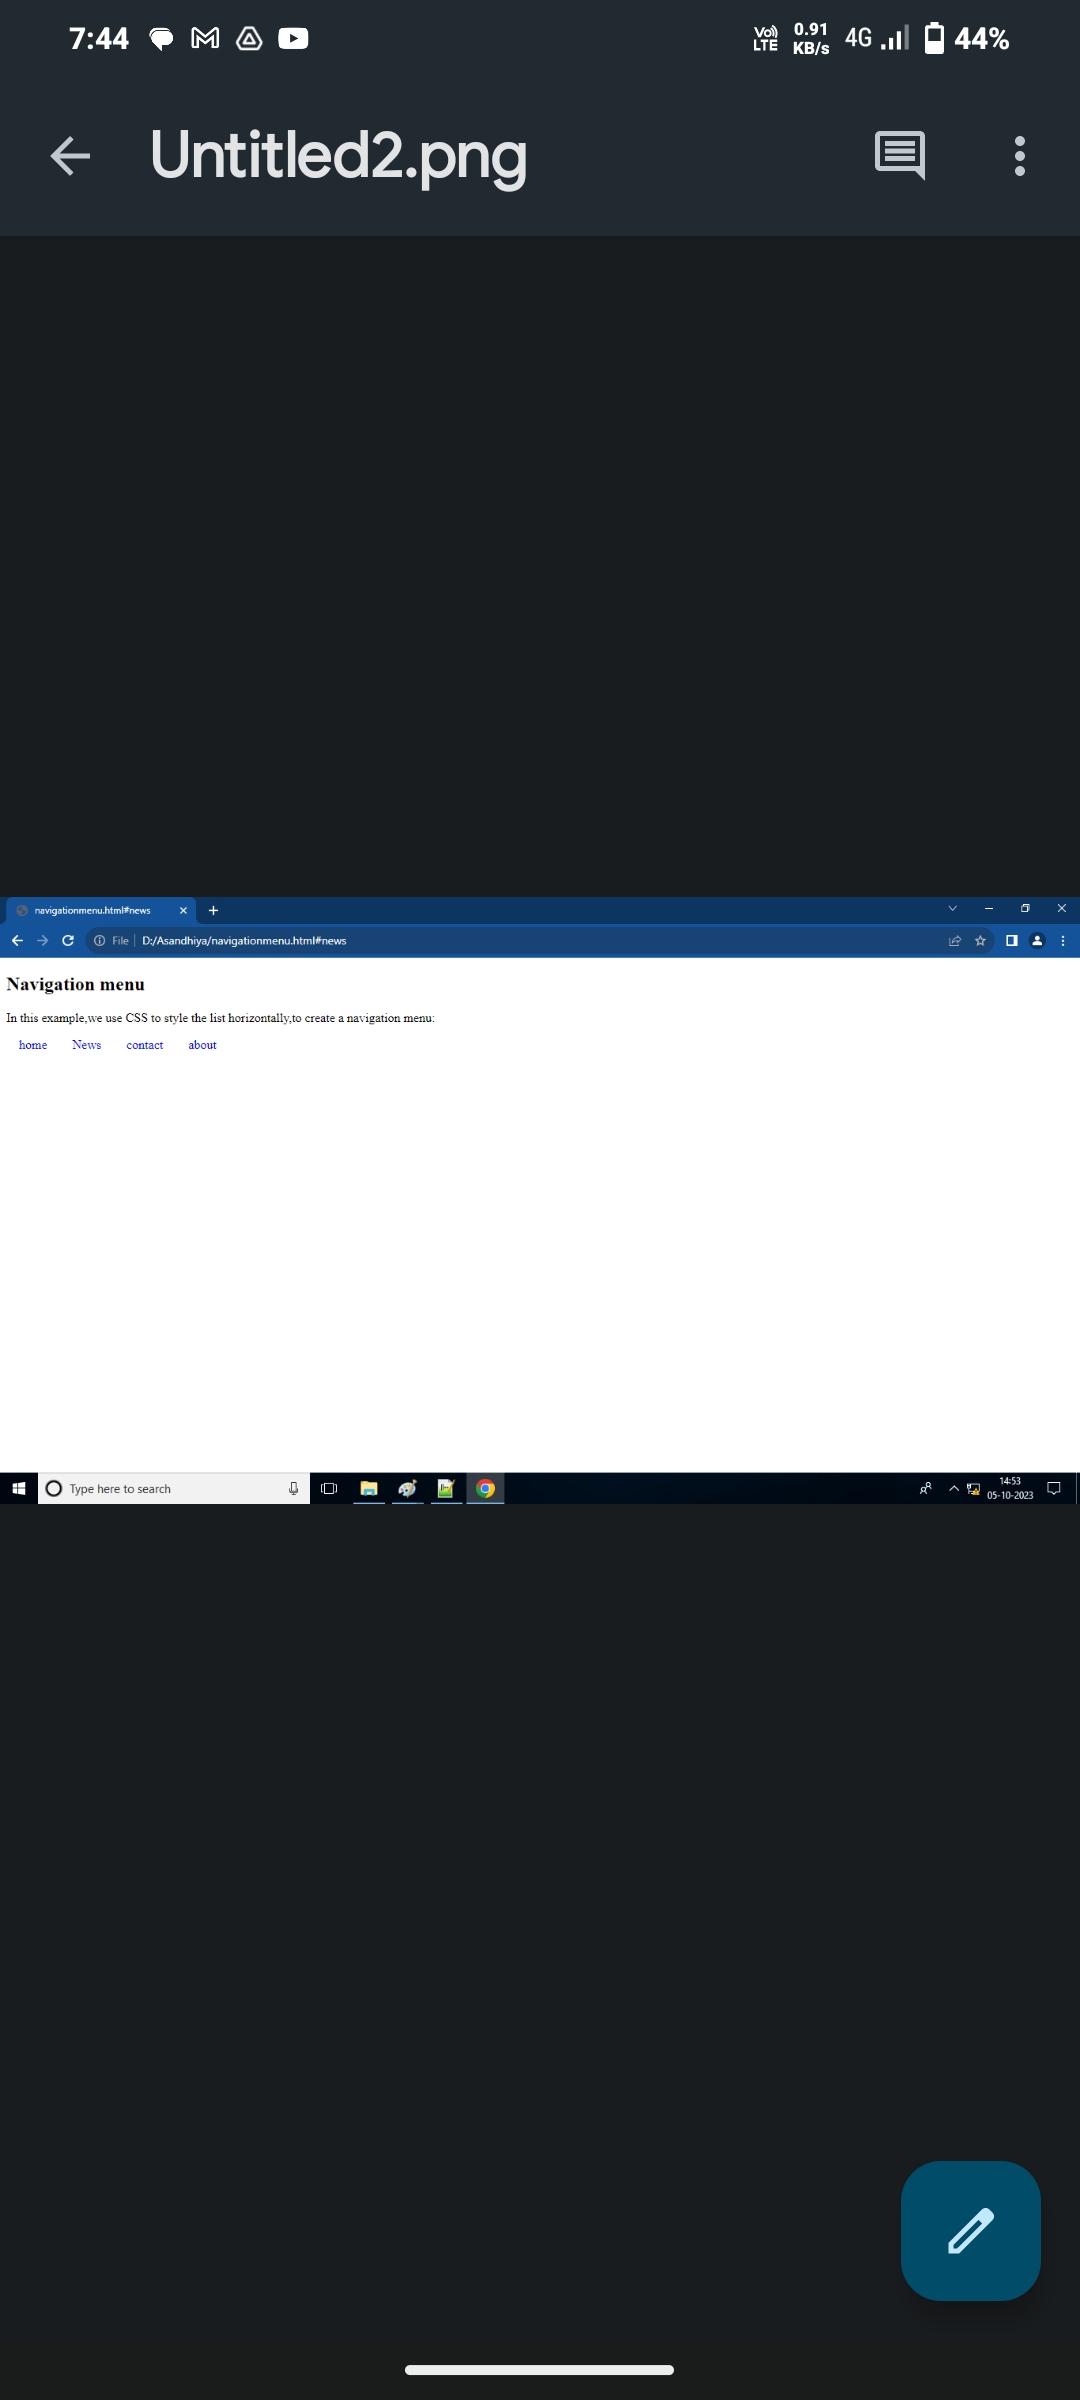 7:44
Vo)) LTE 0.91 KB/s 4G 44%
Untitled2.png
navigationmenu.html#news
File D:/Asandhiya/navigationmenu.html#news
Navigation menu
In this example,we use CSS to style the list horizontally,to create a navigation menu:
home News contact about
Type here to search
14:53
05-10-2023